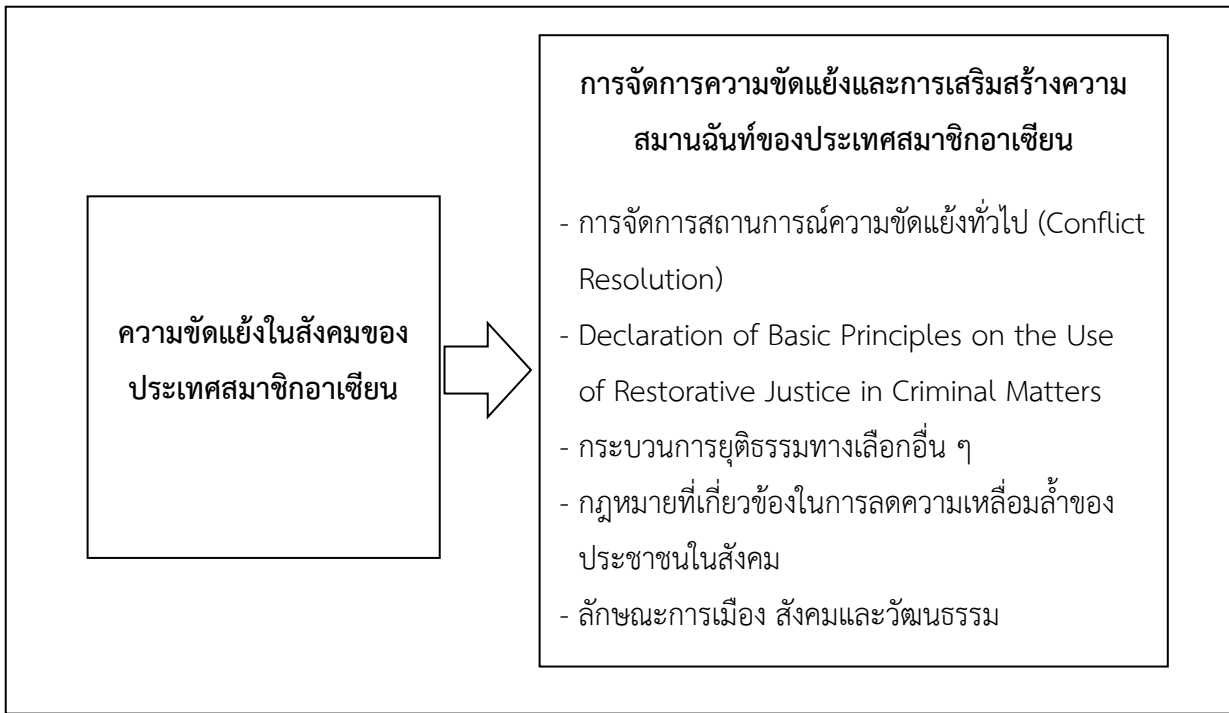 ความขัดแย้งในสังคมของ
ประเทศสมาชิกอาเซียน
การจัดการความขัดแย้งและการเสริมสร้างความ
สมานฉันท์ของประเทศสมาชิกอาเซียน
- การจัดการสถานการณ์ความขัดแย้งทั่วไป (Conflict
Resolution)
- Declaration of Basic Principles on the Use
of Restorative Justice in Criminal Matters
- กระบวนการยุติธรรมทางเลือกอื่น ๆ
- กฎหมายที่เกี่ยวข้องในการลดความเหลื่อมล้ำของ
ประชาชนในสังคม
- ลักษณะการเมือง สังคมและวัฒนธรรม